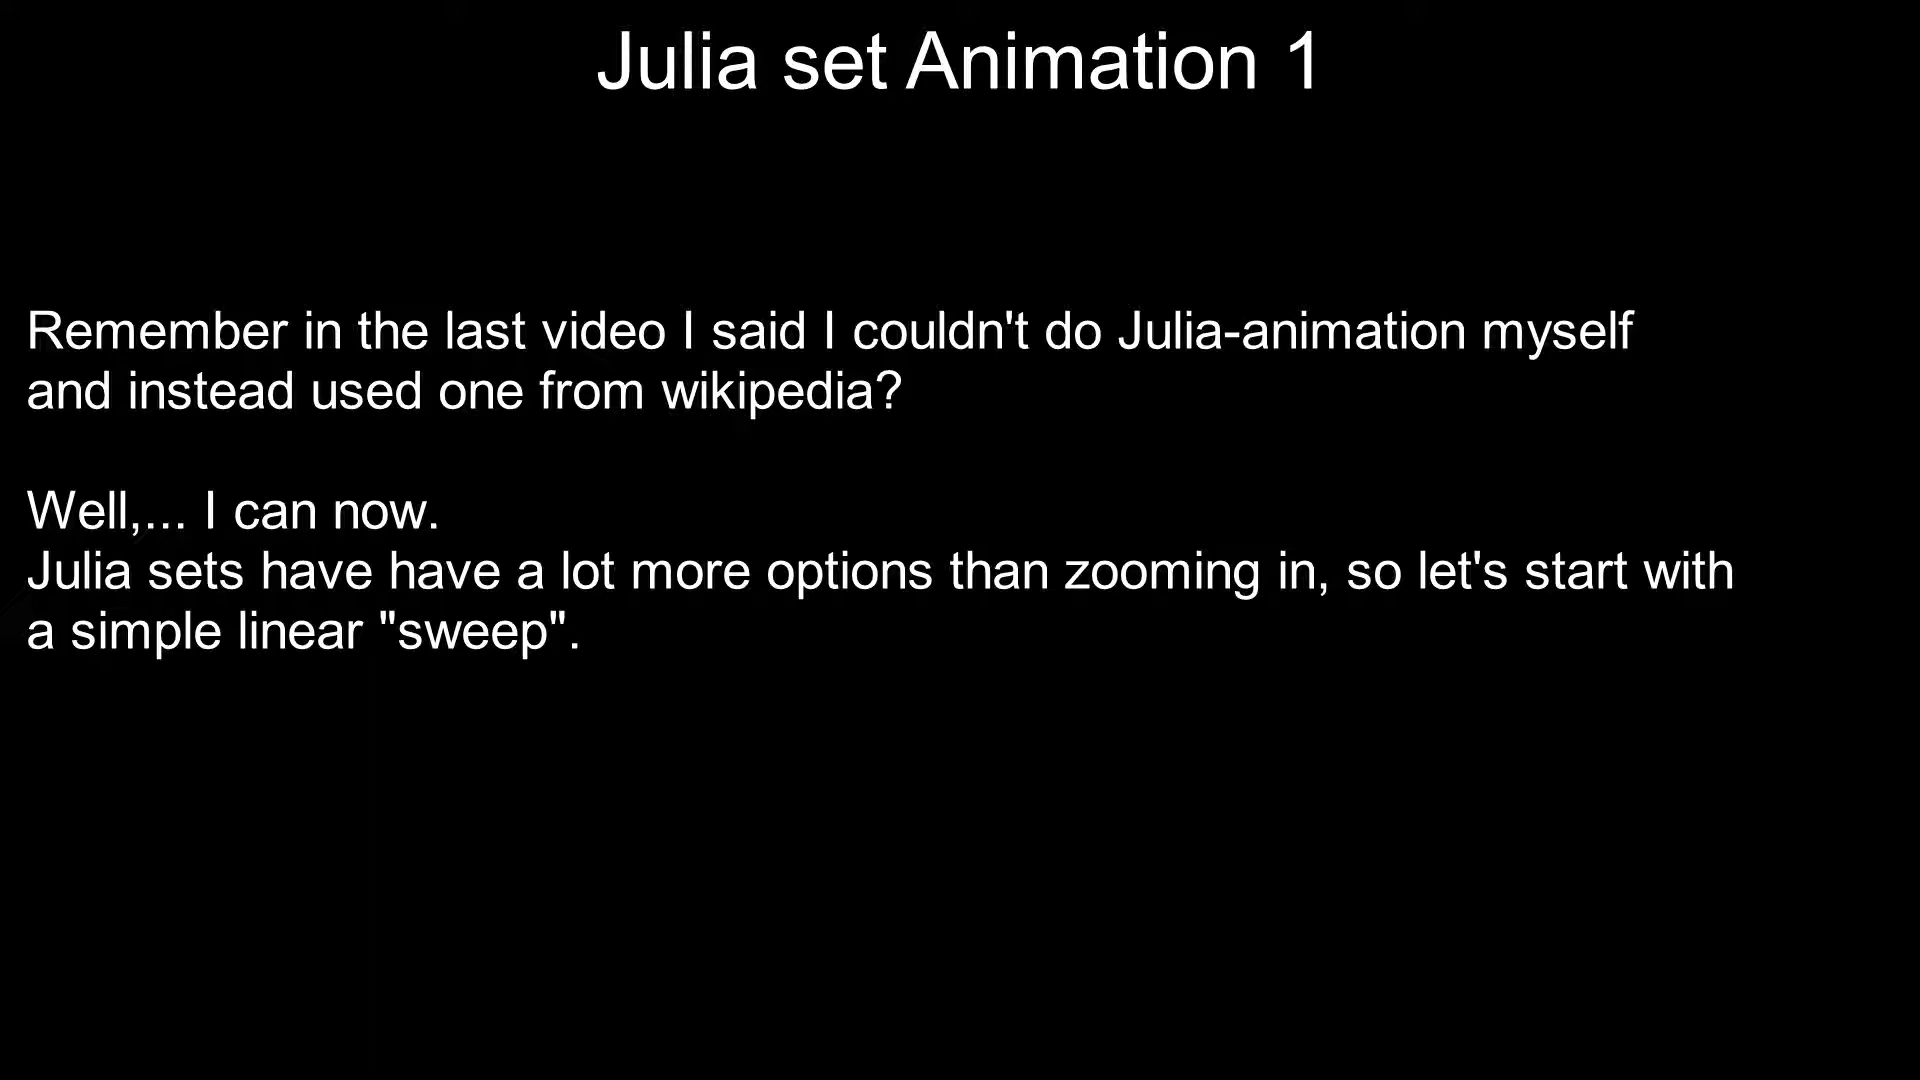 Julia set Animation 1
Remember in the last video I said I couldn't do Julia-animation myself
and instead used one from wikipedia?
Well,... I can now.
Julia sets have have a lot more options than zooming in, so let's start with
a simple linear "sweep".